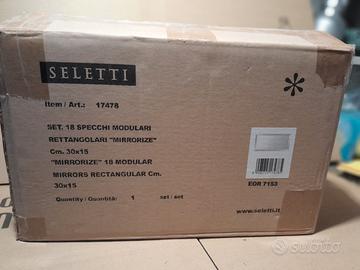 SELETTI
Item / Art.: 17478
SET. 18 SPECCHI MODULARI
RETTANGOLARI "MIRRORIZE"
Cm. 30x15
"MIRRORIZE" 18 MODULAR
MIRRORS RECTANGULAR Cm.
30x15
EOR 7153
Quantity / Quantità: 1 set / set
www.seletti.it
subito